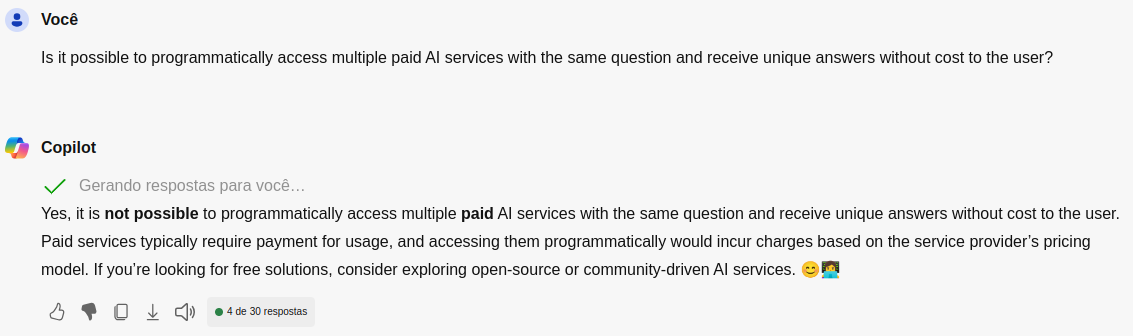 Você
Is it possible to programmatically access multiple paid AI services with the same question and receive unique answers without cost to the user?
Copilot
Gerando respostas para você…
Yes, it is not possible to programmatically access multiple paid AI services with the same question and receive unique answers without cost to the user.
Paid services typically require payment for usage, and accessing them programmatically would incur charges based on the service provider’s pricing
model. If you’re looking for free solutions, consider exploring open-source or community-driven AI services. 😊👩‍💻
4 de 30 respostas